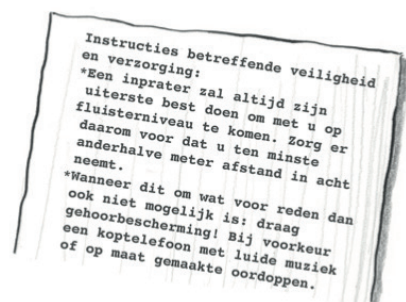 Instructies betreffende veiligheid
en verzorging:
*Een inprater zal altijd zijn
uiterste best doen om met u op
fluisterniveau te komen. Zorg er
daarom voor dat u ten minste
anderhalve meter afstand in acht
neemt.
*Wanneer dit om wat voor reden dan
ook niet mogelijk is: draag
gehoorbescherming! Bij voorkeur
een koptelefoon met luide muziek
of op maat gemaakte oordoppen.